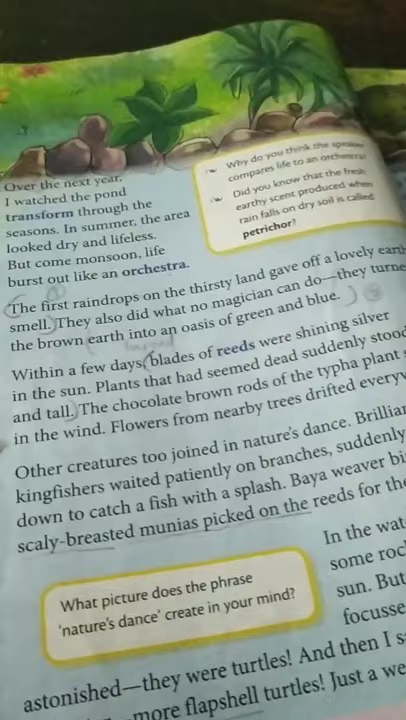 Over the next year,
I watched the pond
transform through the
seasons. In summer, the area
looked dry and lifeless.
But come monsoon, life
burst out like an orchestra.
Why do you think the speaker
compares life to an orchestra?
Did you know that the fresh
earthy scent produced when
rain falls on dry soil is called
petrichor?
The first raindrops on the thirsty land gave off a lovely
smell. They also did what no magician can do—they turne
the brown earth into an oasis of green and blue.
Within a few days, blades of reeds were shining silver
in the sun. Plants that had seemed dead suddenly stood
and tall. The chocolate brown rods of the typha plant
in the wind. Flowers from nearby trees drifted
Other creatures too joined in nature's dance. Brillian
kingfishers waited patiently on branches, suddenly
down to catch a fish with a splash. Baya weaver bi
scaly-breasted munias picked on the reeds for the
What picture does the phrase
'nature's dance' create in your mind?
In the wat
some roc
sun. But
focusse
astonished—they were turtles! And then I s
more flapshell turtles! Just a we